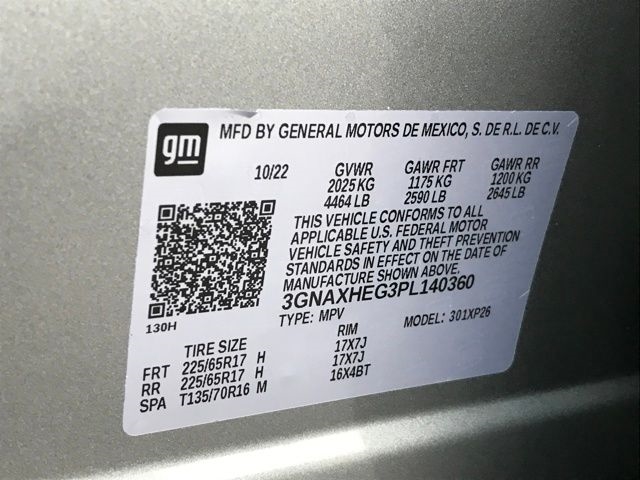 gm
MFD BY GENERAL MOTORS DE MEXICO, S. DE R.L. DE C.V.
10/22 GVWR GAWR FRT GAWR RR
2025 KG 1175 KG 1200 KG
4464 LB 2590 LB 2645 LB
THIS VEHICLE CONFORMS TO ALL
APPLICABLE U.S. FEDERAL MOTOR
VEHICLE SAFETY AND THEFT PREVENTION
STANDARDS IN EFFECT ON THE DATE OF
MANUFACTURE SHOWN ABOVE.
3GNAXHEG3PL140360
130H
TYPE: MPV MODEL: 301XP26
TIRE SIZE RIM
FRT 225/65R17 H 17X7J
RR 225/65R17 H 17X7J
SPA T135/70R16 M 16X4BT